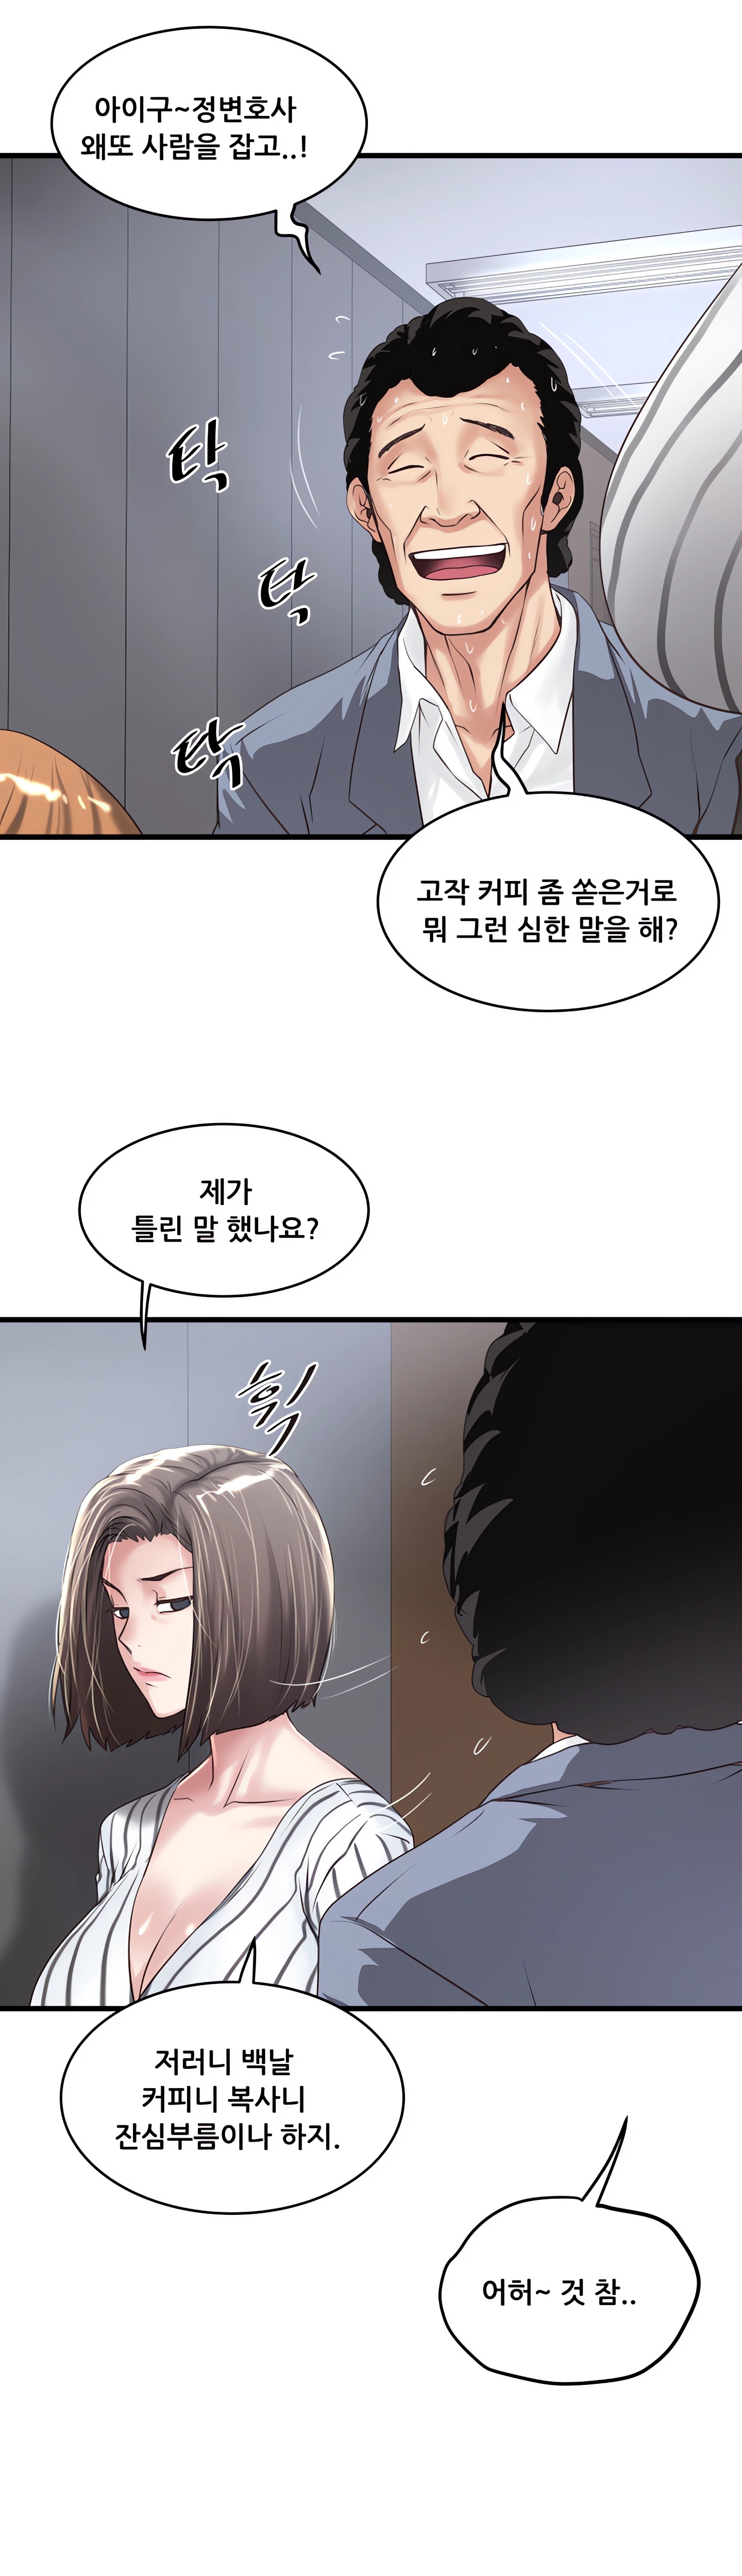 아이구~정변호사
왜또 사람을 잡고..!
탁
탁
탁
고작 커피 좀 쏟은거로
뭐 그런 심한 말을 해?
제가
틀린 말 했나요?
휙
저러니 백날
커피니 복사니
잔심부름이나 하지.
어허~ 것 참..